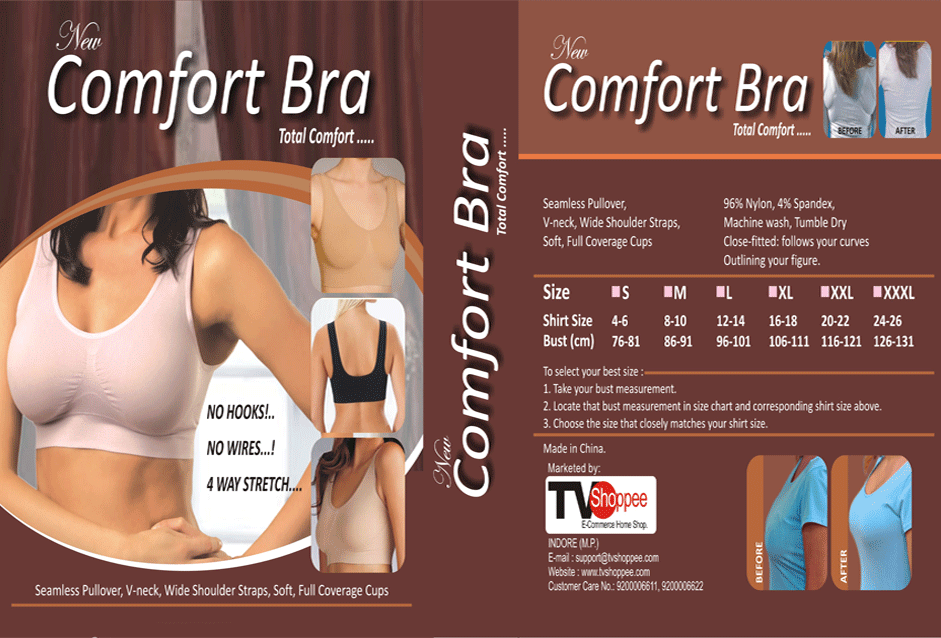 New
Comfort Bra
Total Comfort .....
NO HOOKS!..
NO WIRES...!
4 WAY STRETCH....
Seamless Pullover, V-neck, Wide Shoulder Straps, Soft, Full Coverage Cups
New
Comfort Bra
Total Comfort .....
New
Comfort Bra
Total Comfort .....
BEFORE
AFTER
Seamless Pullover,
V-neck, Wide Shoulder Straps,
Soft, Full Coverage Cups
96% Nylon, 4% Spandex,
Machine wash, Tumble Dry
Close-fitted: follows your curves
Outlining your figure.
Size S M L XL XXL XXXL
Shirt Size 4-6 8-10 12-14 16-18 20-22 24-26
Bust (cm) 76-81 86-91 96-101 106-111 116-121 126-131
To select your best size :
1. Take your bust measurement.
2. Locate that bust measurement in size chart and corresponding shirt size above.
3. Choose the size that closely matches your shirt size.
Made in China.
Marketed by:
TV Shoppee
E-Commerce Home Shop.
INDORE (M.P.)
E-mail : support@tvshoppee.com
Website : www.tvshoppee.com
Customer Care No.: 9200006611, 9200006622
BEFORE
AFTER